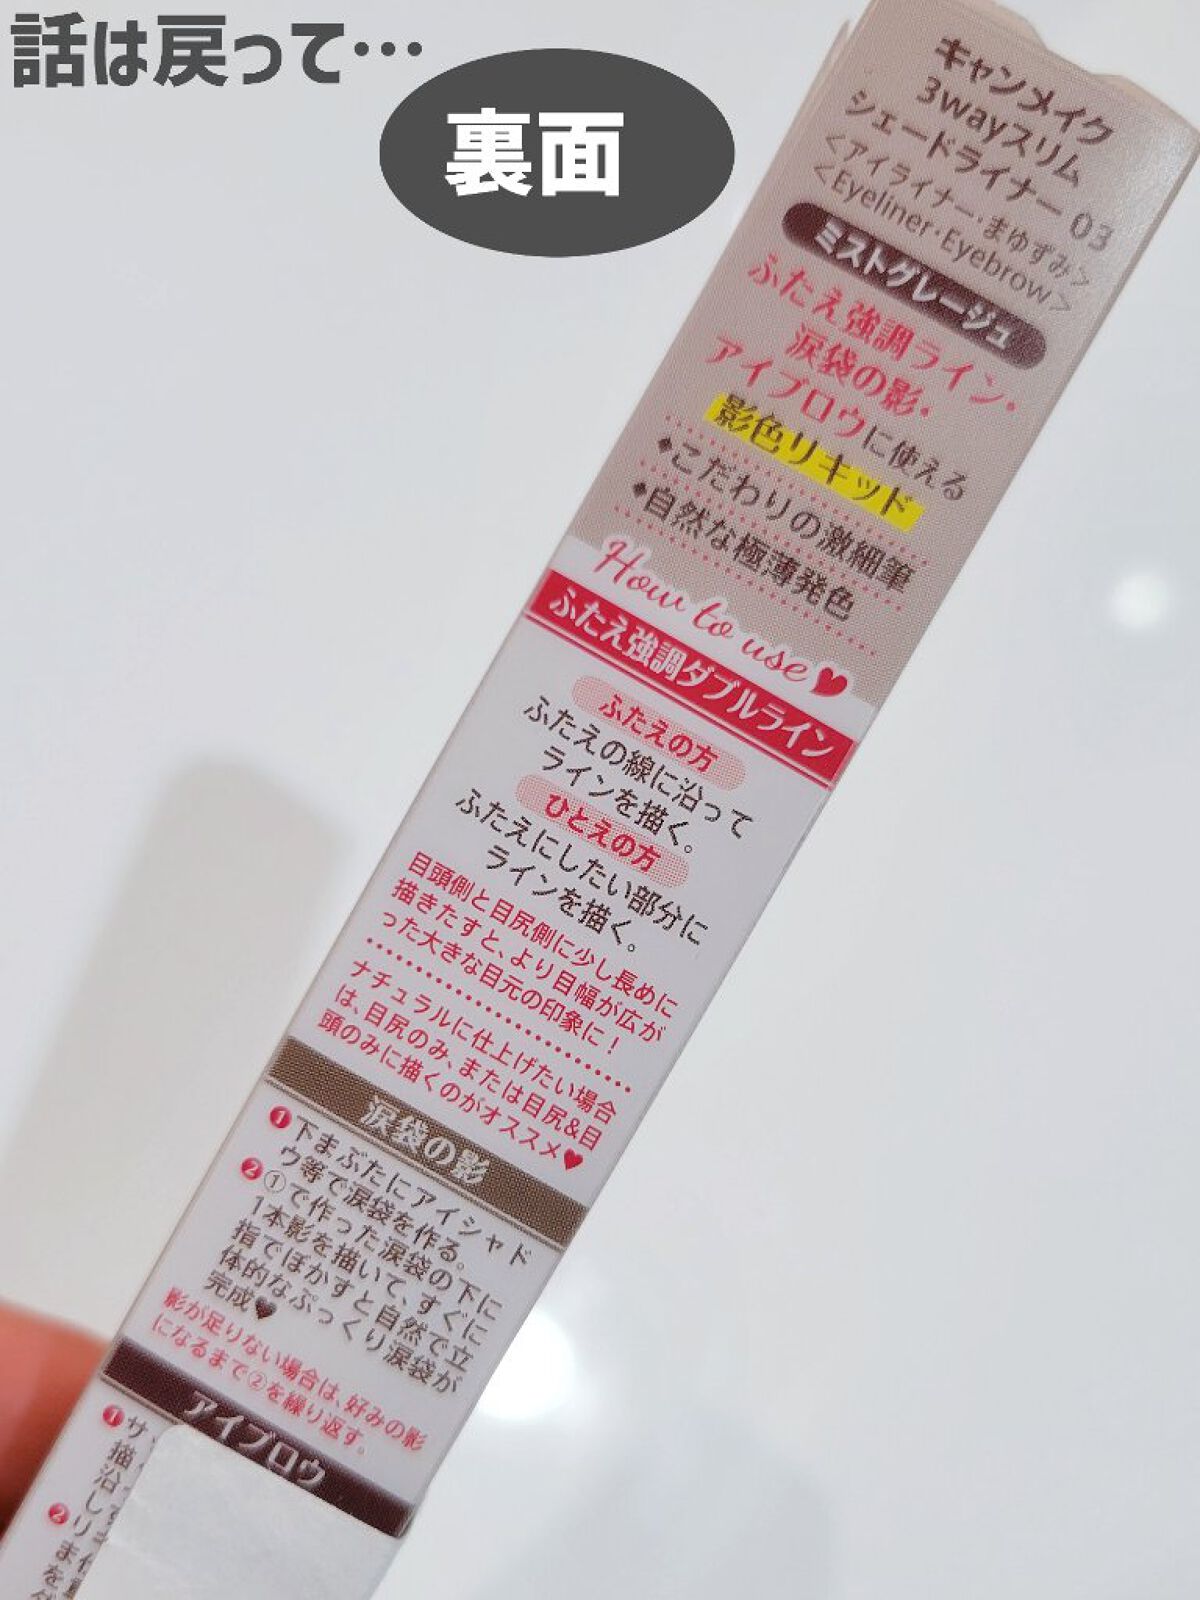 話は戻って…
裏面
キャンメイク
3wayスリム
シェードライナー 03
<アイライナー・まゆずみ>
<Eyeliner・Eyebrow>
ミストグレージュ
ふたえ強調ライン・
涙袋の影・
アイブロウに使える
影色リキッド
◆こだわりの激細筆
◆自然な極薄発色
How to use♥
ふたえ強調ダブルライン
ふたえの方
ふたえの線に沿って
ラインを描く。
ひとえの方
ふたえにしたい部分に
ラインを描く。
目頭側と目尻側に少し長めに
描きたすと、より目幅が広が
った大きな目元の印象に!
ナチュラルに仕上げたい場合
は、目尻のみ、または目尻&目
頭のみに描くのがオススメ♥
涙袋の影
❶下まぶたにアイシャド
ウ等で涙袋を作る。
❷①で作った涙袋の下に
1本影を描いて、すぐに
指でぼかすと自然で立
体的なぷっくり涙袋が
完成♥
影が足りない場合は、好みの影
になるまで②を繰り返す。
アイブロウ
❶サ
描
沿
し
❷
ま